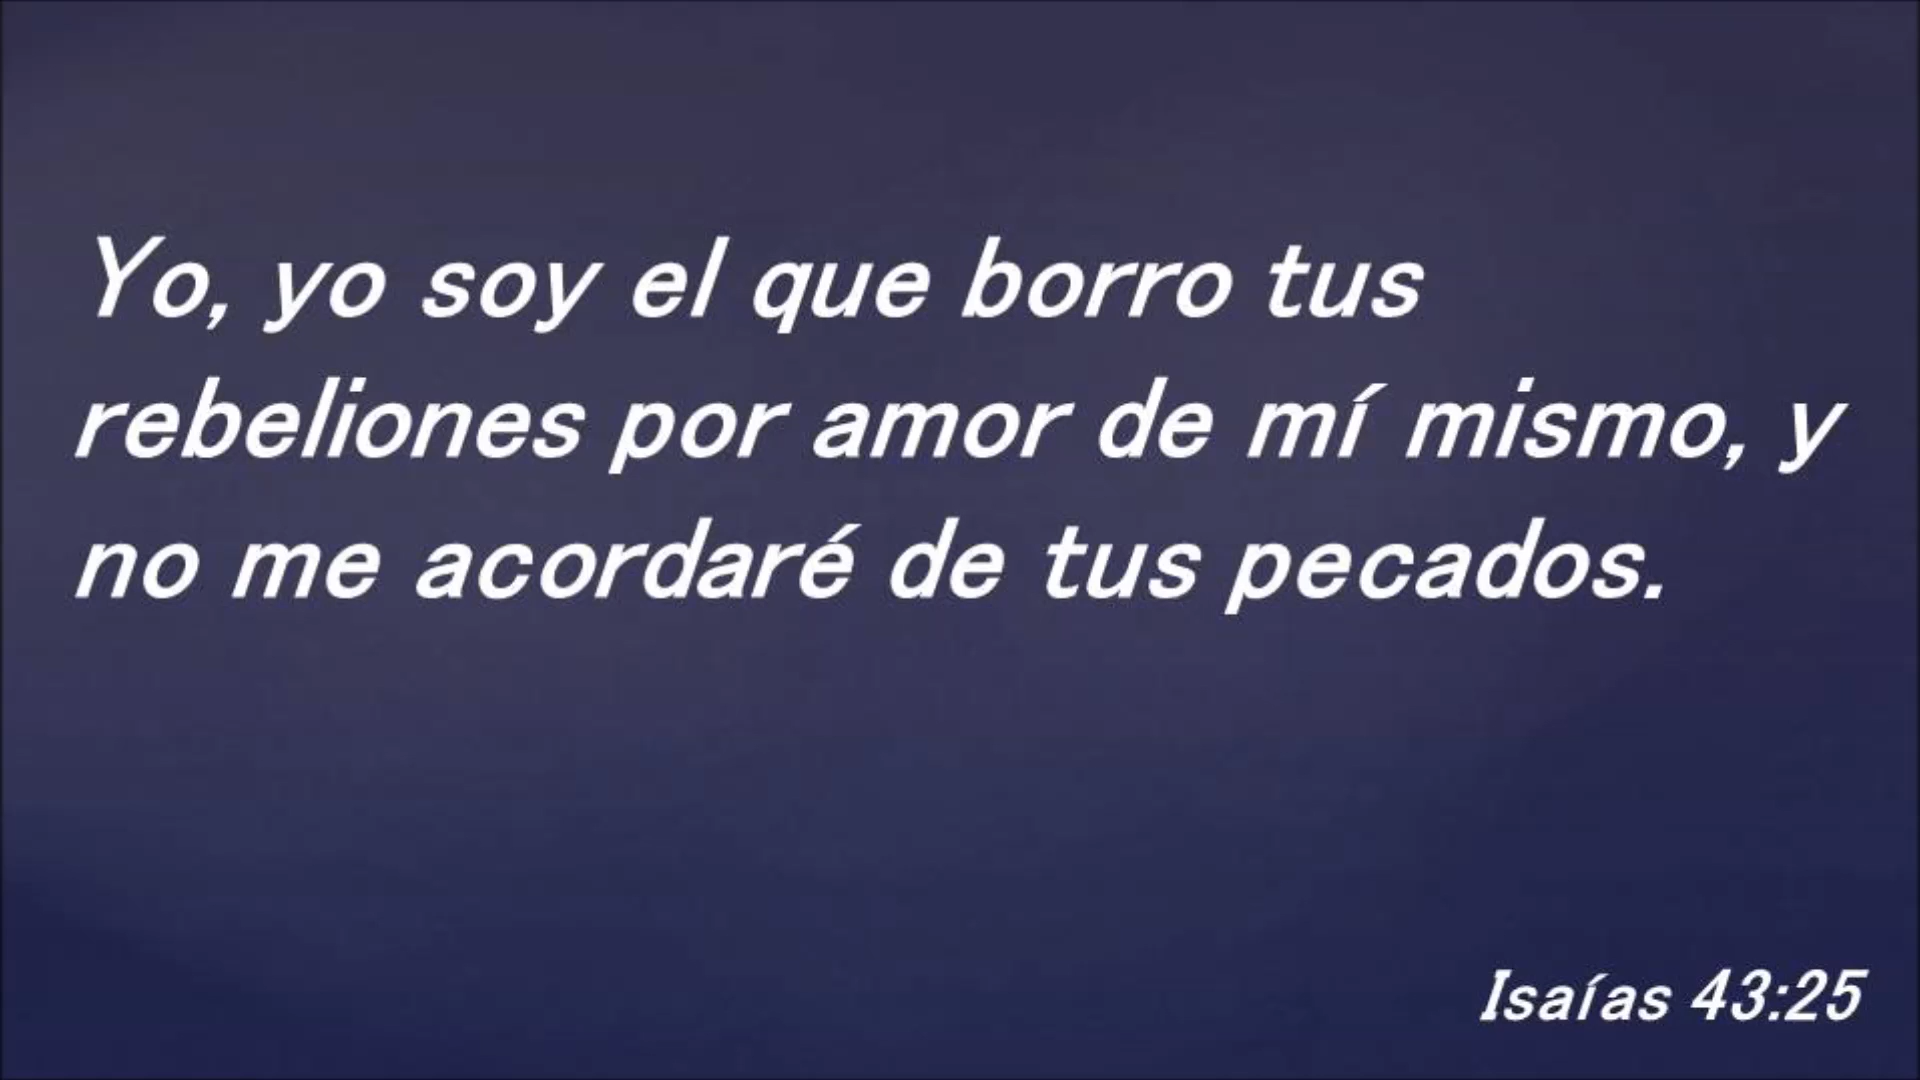 Yo, yo soy el que borro tus
rebeliones por amor de mí mismo, y
no me acordaré de tus pecados.
Isaías 43:25